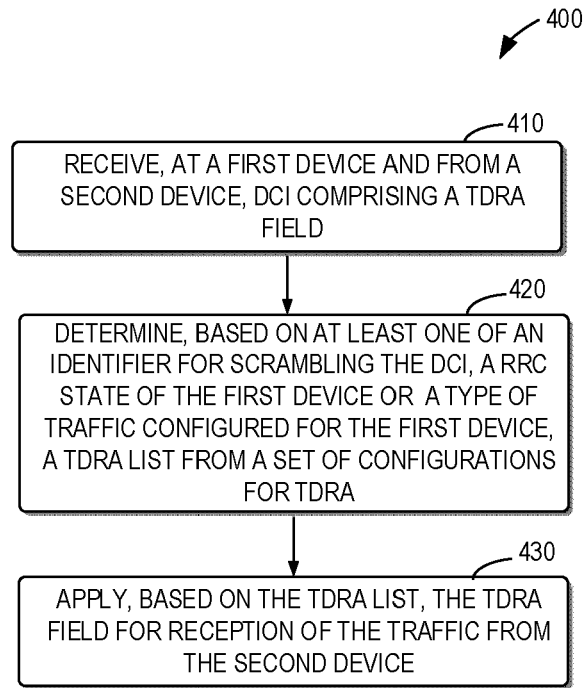 400
410
RECEIVE, AT A FIRST DEVICE AND FROM A
SECOND DEVICE, DCI COMPRISING A TDRA
FIELD
420
DETERMINE, BASED ON AT LEAST ONE OF AN
IDENTIFIER FOR SCRAMBLING THE DCI, A RRC
STATE OF THE FIRST DEVICE OR A TYPE OF
TRAFFIC CONFIGURED FOR THE FIRST DEVICE,
A TDRA LIST FROM A SET OF CONFIGURATIONS
FOR TDRA
430
APPLY, BASED ON THE TDRA LIST, THE TDRA
FIELD FOR RECEPTION OF THE TRAFFIC FROM
THE SECOND DEVICE